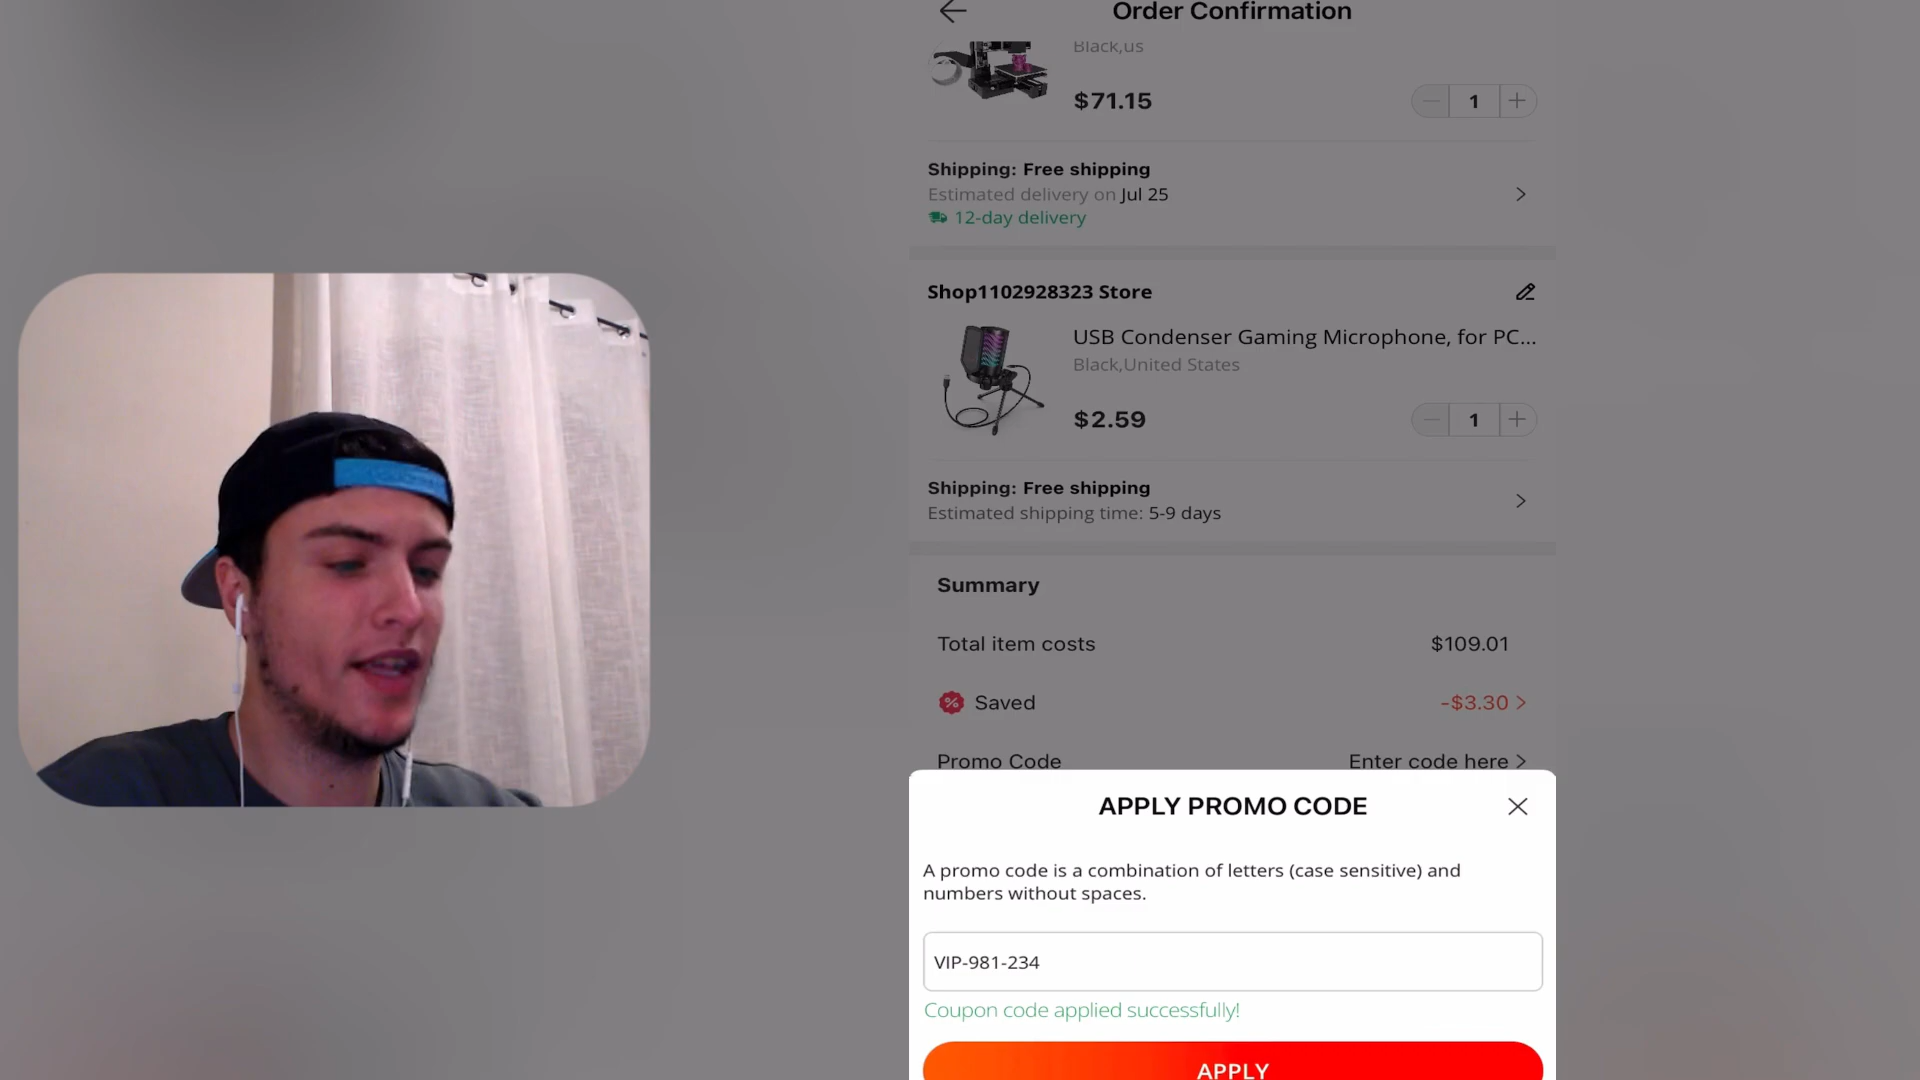 Order Confirmation
Black,us
$71.15
1
Shipping: Free shipping
Estimated delivery on Jul 25
12-day delivery
Shop1102928323 Store
USB Condenser Gaming Microphone, for PC...
Black,United States
$2.59
1
Shipping: Free shipping
Estimated shipping time: 5-9 days
Summary
Total item costs $109.01
% Saved -$3.30
Promo Code Enter code here
APPLY PROMO CODE
A promo code is a combination of letters (case sensitive) and
numbers without spaces.
VIP-981-234
Coupon code applied successfully!
APPLY